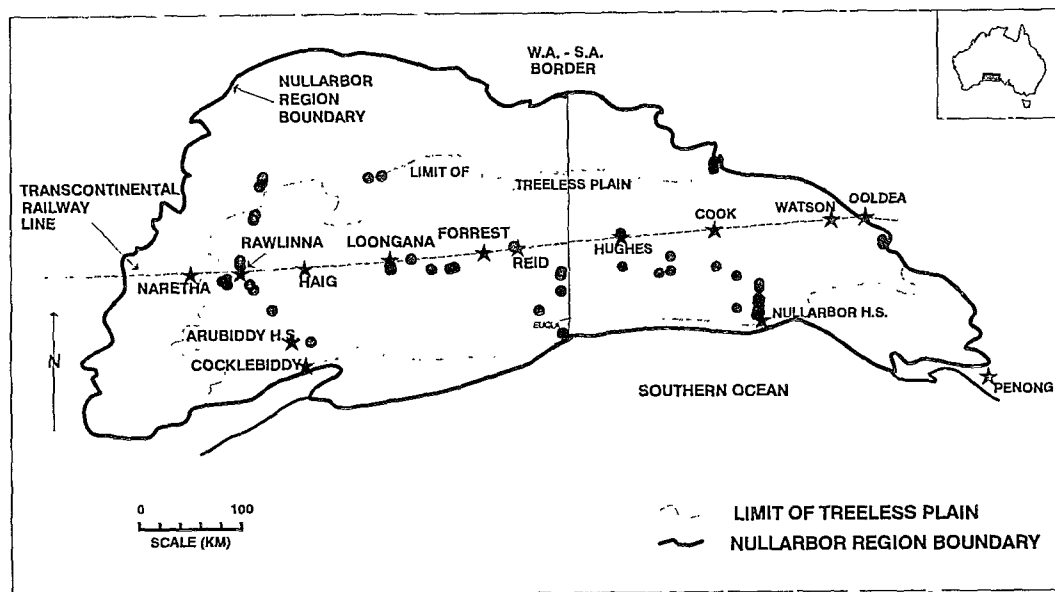 W.A. - S.A.
BORDER
NULLARBOR
REGION
BOUNDARY
LIMIT OF
TREELESS PLAIN
TRANSCONTINENTAL
RAILWAY
LINE
OOLDEA
WATSON
COOK
RAWLINNA
LOONGANA
FORREST
HUGHES
REID
NARETHA
HAIG
NULLARBOR H.S.
EUCLA
ARUBIDDY H.S.
COCKLEBIDDY
N
SOUTHERN OCEAN
PENONG
0 100
SCALE (KM)
LIMIT OF TREELESS PLAIN
NULLARBOR REGION BOUNDARY